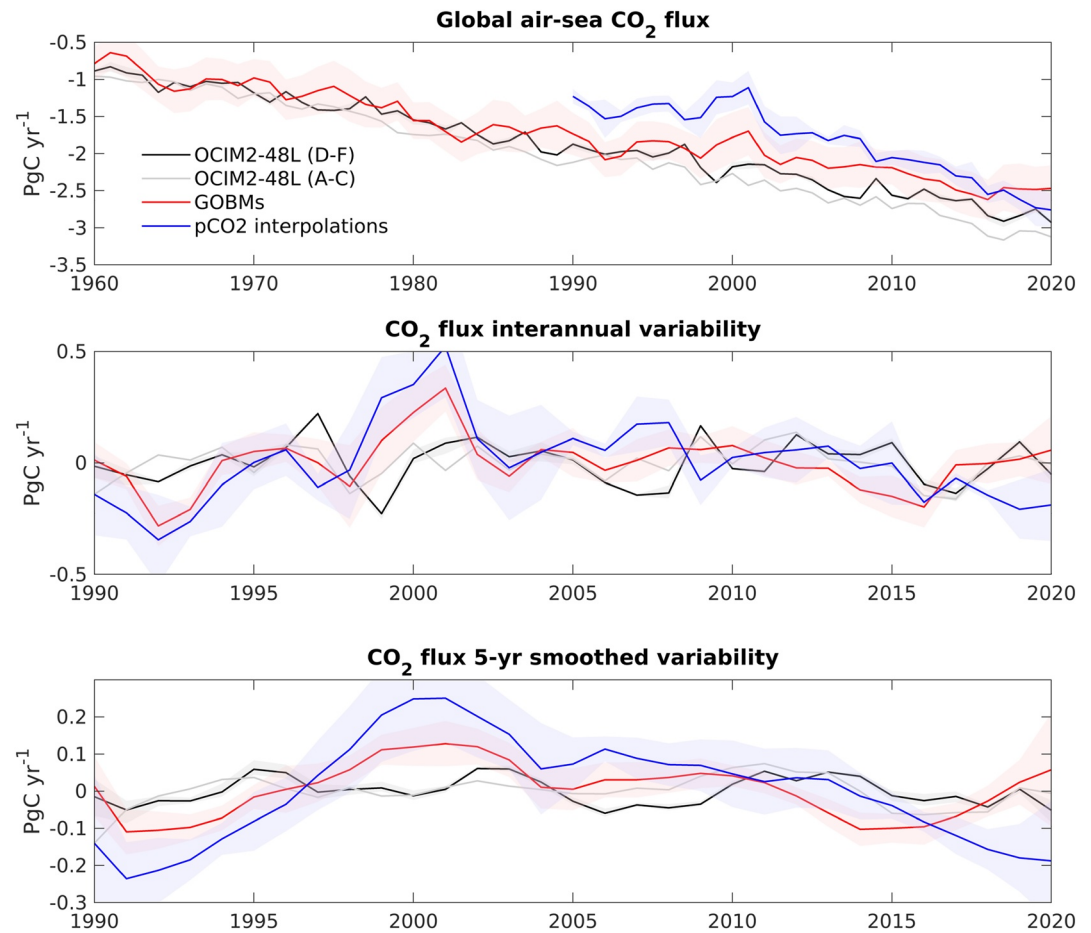 Global air-sea CO2 flux
PgC yr-1
-0.5
-1
-1.5
-2
-2.5
-3
-3.5
OCIM2-48L (D-F)
OCIM2-48L (A-C)
GOBMs
pCO2 interpolations
1960 1970 1980 1990 2000 2010 2020
CO2 flux interannual variability
PgC yr-1
0.5
0
-0.5
1990 1995 2000 2005 2010 2015 2020
CO2 flux 5-yr smoothed variability
PgC yr-1
0.2
0.1
0
-0.1
-0.2
-0.3
1990 1995 2000 2005 2010 2015 2020